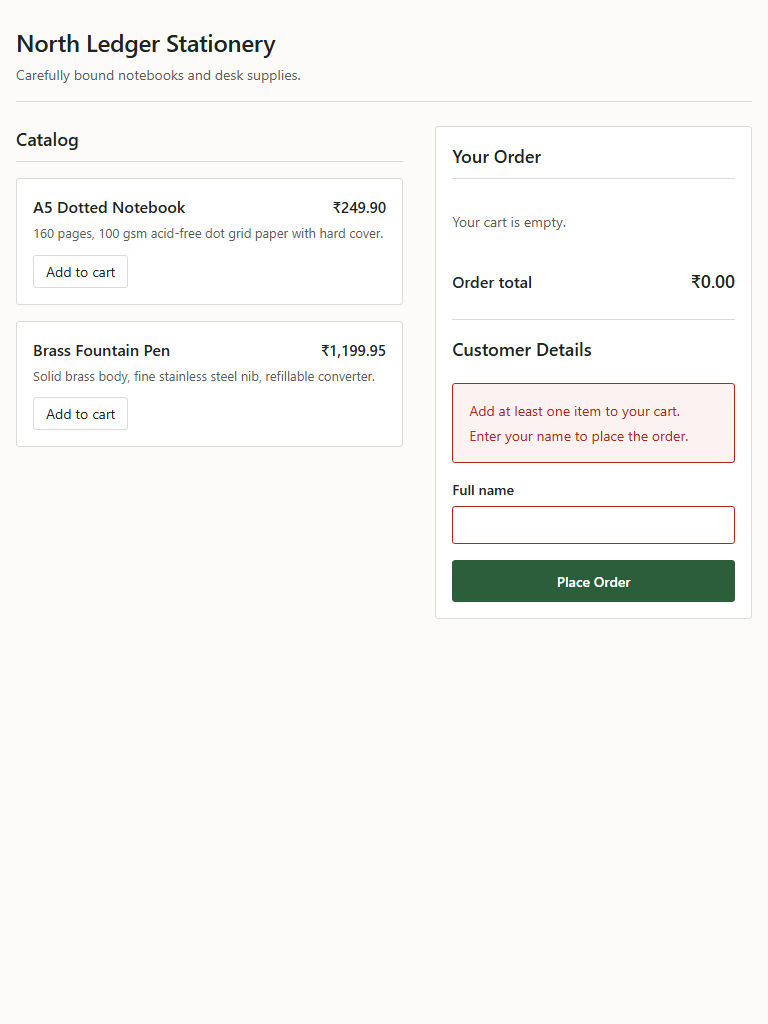 North Ledger Stationery
Carefully bound notebooks and desk supplies.
Catalog
A5 Dotted Notebook ₹249.90
160 pages, 100 gsm acid-free dot grid paper with hard cover.
Add to cart
Brass Fountain Pen ₹1,199.95
Solid brass body, fine stainless steel nib, refillable converter.
Add to cart
Your Order
Your cart is empty.
Order total ₹0.00
Customer Details
Add at least one item to your cart.
Enter your name to place the order.
Full name
Place Order